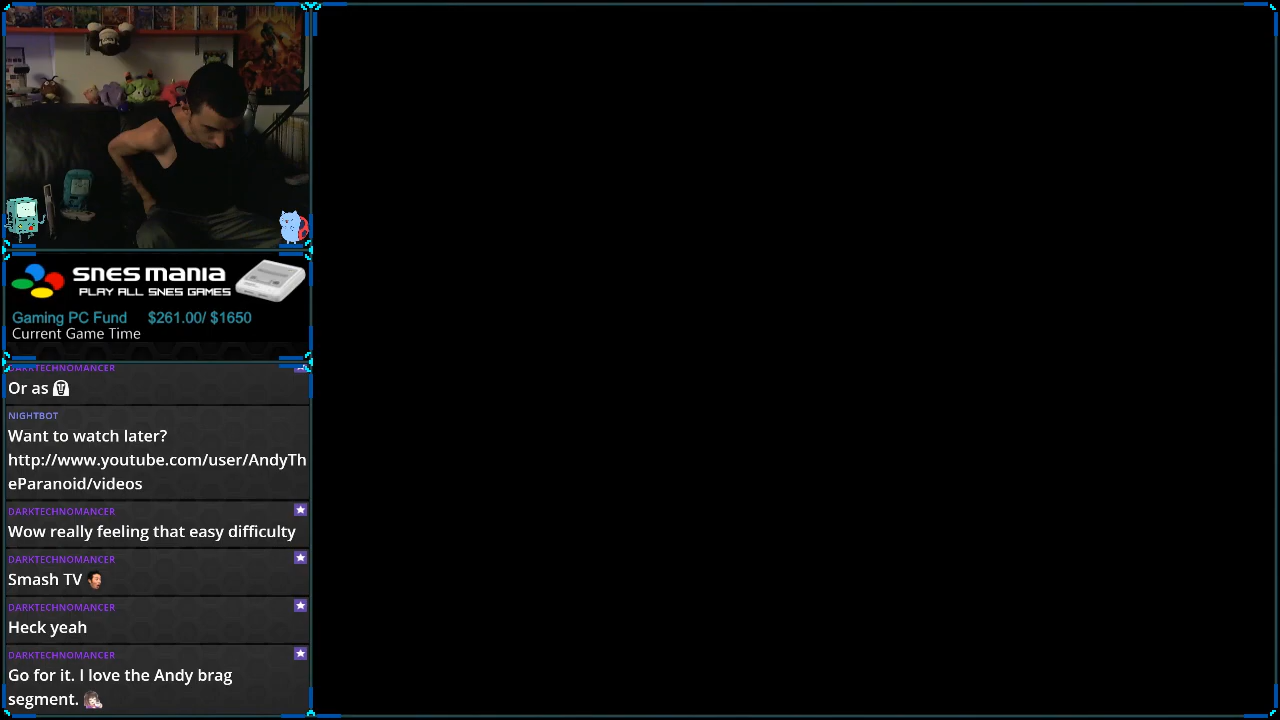 snes mania
PLAY ALL SNES GAMES
Gaming PC Fund $261.00/ $1650
Current Game Time
DARKTECHNOMANCER
Or as
NIGHTBOT
Want to watch later?
http://www.youtube.com/user/AndyTh
eParanoid/videos
DARKTECHNOMANCER
Wow really feeling that easy difficulty
DARKTECHNOMANCER
Smash TV
DARKTECHNOMANCER
Heck yeah
DARKTECHNOMANCER
Go for it. I love the Andy brag
segment.